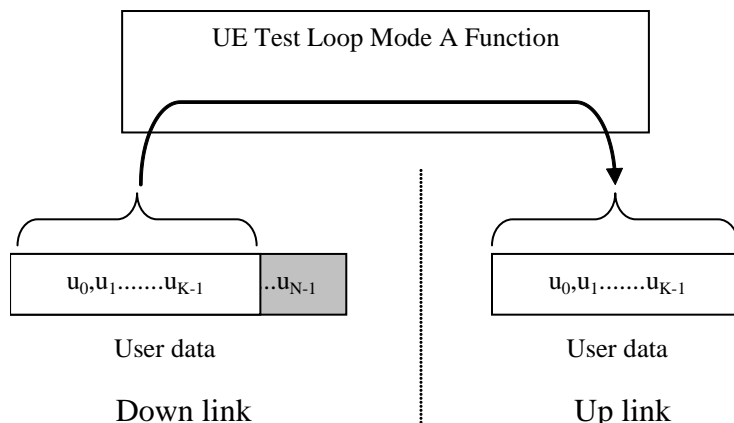 UE Test Loop Mode A Function
u0,u1.......uK-1 ..uN-1
u0,u1.......uK-1
User data
User data
Down link
Up link